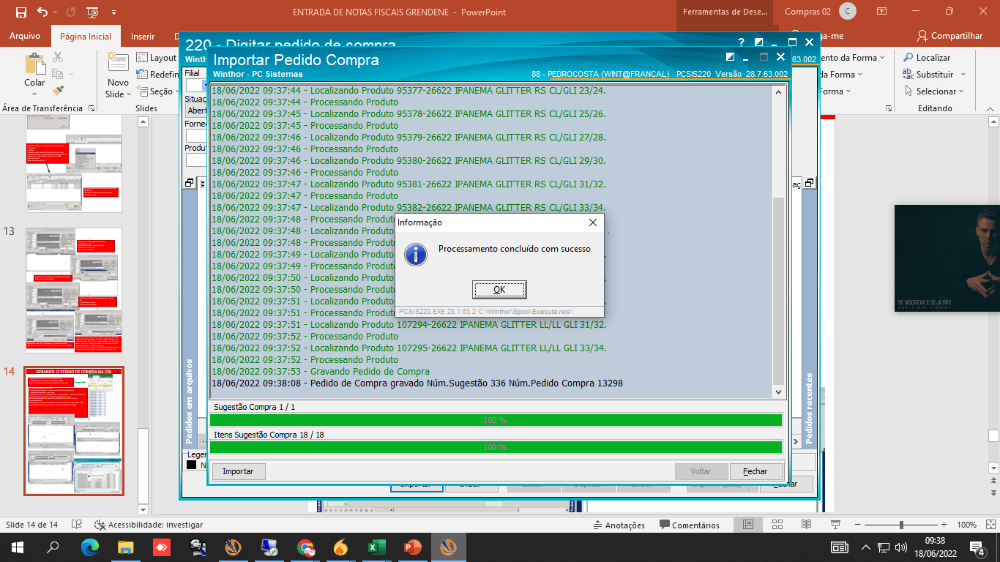 ENTRADA DE NOTAS FISCAIS GRENDENE - PowerPoint
Ferramentas de Dese...
Compras 02
C
Arquivo
Página Inicial
Inserir
Compartilhar
Colar
Novo
Slide
Layout
Seção
Área de Transferência
Slides
Localizar
Substituir
Selecionar
Editando
220 - Digitar pedido de compra
Importar Pedido Compra
Winthor - PC Sistemas
88 - PEDROCOSTA (WINT@FRANCAL) PCSIS220 Versão 28.7.63.002
63.002
Filial
18/06/2022 09:37:44 - Localizando Produto 95377-26622 IPANEMA GLITTER RS CL/GLI 23/24.
18/06/2022 09:37:44 - Processando Produto
18/06/2022 09:37:45 - Localizando Produto 95378-26622 IPANEMA GLITTER RS CL/GLI 25/26.
18/06/2022 09:37:45 - Processando Produto
18/06/2022 09:37:46 - Localizando Produto 95379-26622 IPANEMA GLITTER RS CL/GLI 27/28.
18/06/2022 09:37:46 - Processando Produto
18/06/2022 09:37:46 - Localizando Produto 95380-26622 IPANEMA GLITTER RS CL/GLI 29/30.
18/06/2022 09:37:46 - Processando Produto
18/06/2022 09:37:47 - Localizando Produto 95381-26622 IPANEMA GLITTER RS CL/GLI 31/32.
18/06/2022 09:37:47 - Processando Produto
18/06/2022 09:37:47 - Localizando Produto 95382-26622 IPANEMA GLITTER RS CL/GLI 33/34.
18/06/2022 09:37:48 - Processando Produto
18/06/2022 09:37:48 - Localizando Produto
18/06/2022 09:37:48 - Processando Produto
18/06/2022 09:37:49 - Localizando Produto
18/06/2022 09:37:49 - Processando Produto
18/06/2022 09:37:50 - Localizando Produto
18/06/2022 09:37:50 - Processando Produto
18/06/2022 09:37:51 - Localizando Produto
18/06/2022 09:37:51 - Processando Produto
18/06/2022 09:37:51 - Localizando Produto 107294-26622 IPANEMA GLITTER LL/LL GLI 31/32.
18/06/2022 09:37:52 - Processando Produto
18/06/2022 09:37:52 - Localizando Produto 107295-26622 IPANEMA GLITTER LL/LL GLI 33/34.
18/06/2022 09:37:52 - Processando Produto
18/06/2022 09:37:53 - Gravando Pedido de Compra
18/06/2022 09:38:08 - Pedido de Compra gravado Núm.Sugestão 336 Núm.Pedido Compra 13298
Informação
Processamento concluído com sucesso
OK
PCSIS220.EXE 28.7.63.2 C:\Winthor\Spool\Executaveis\
Sugestão Compra 1 / 1
100 %
Itens Sugestão Compra 18 / 18
100 %
Importar
Voltar
Fechar
Pedidos em arquivos
Pedidos recentes
13
14
GERANDO O PEDIDO DE COMPRA NA 220
SE INSCREVA E SEJA BIG!
Slide 14 de 14
Acessibilidade: investigar
Anotações
Comentários
100%
09:38
18/06/2022
4